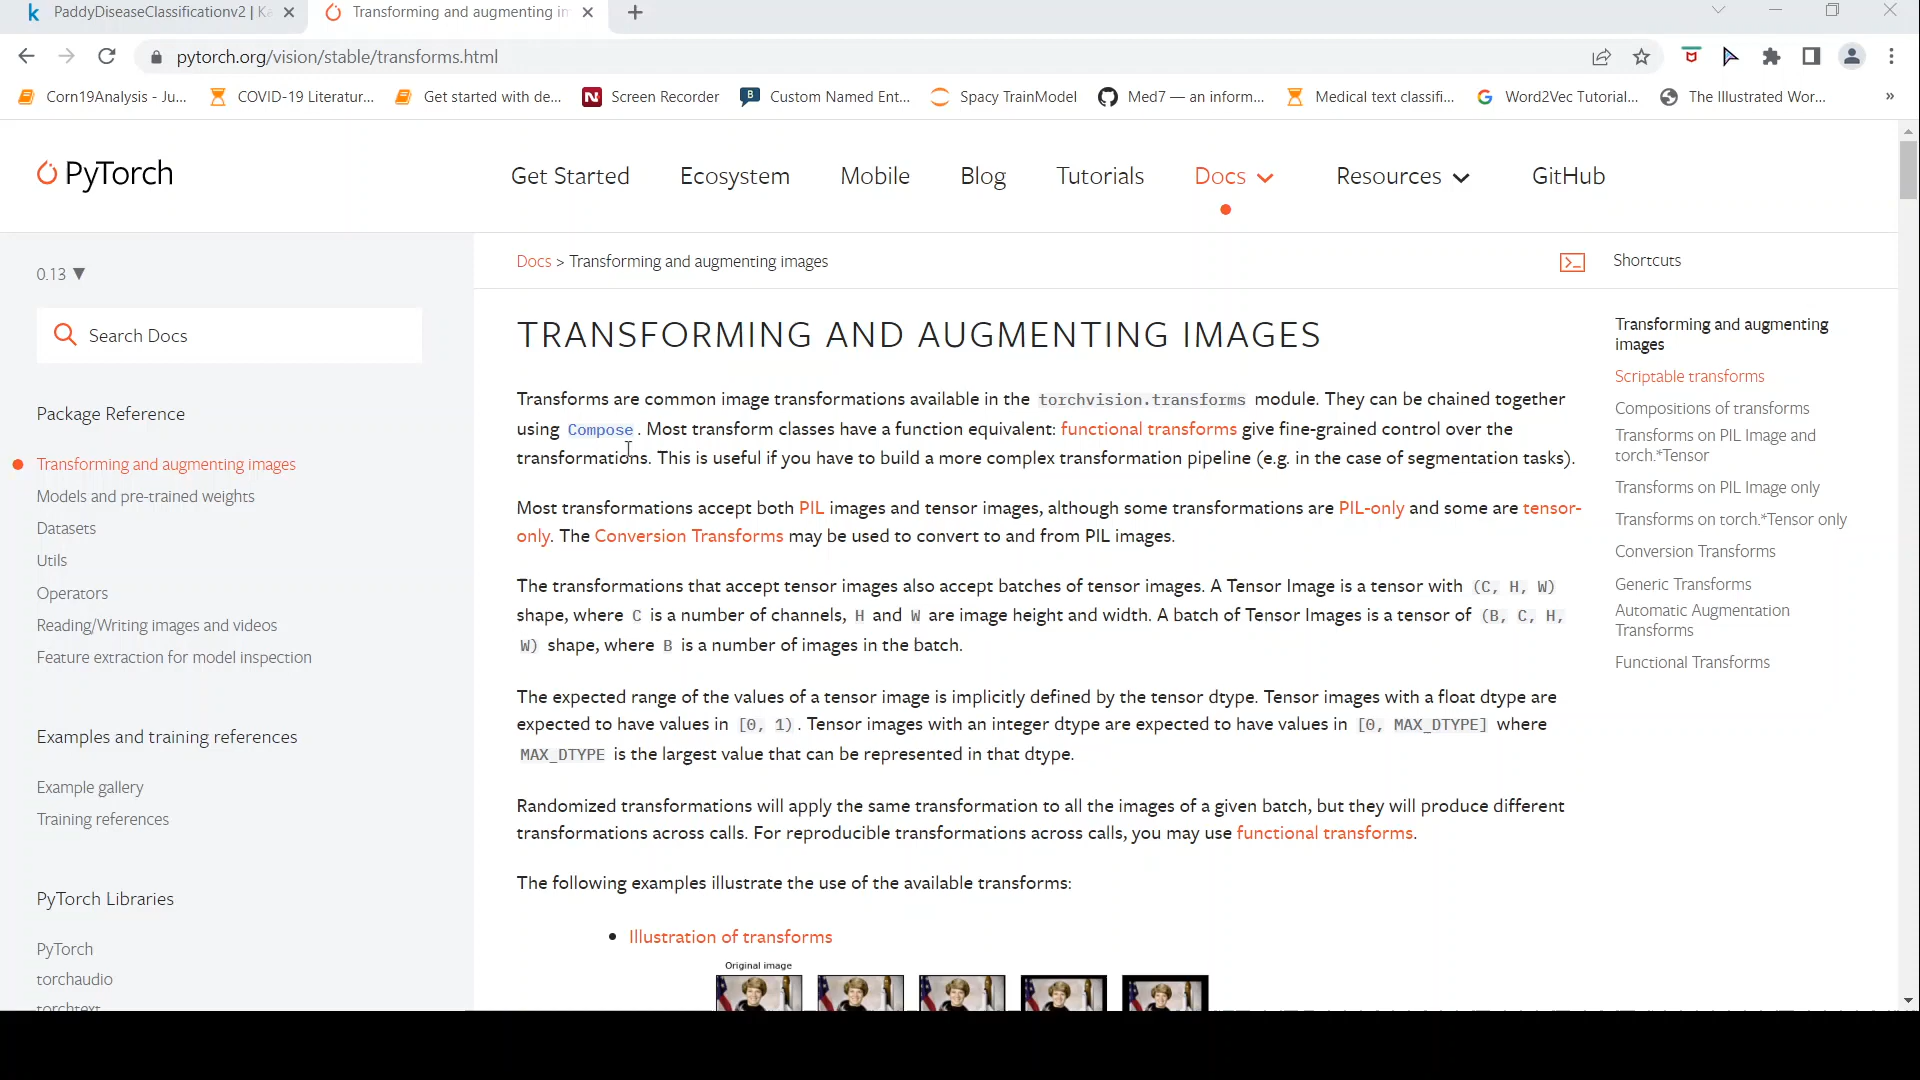 PaddyDiseaseClassificationv2 | Ka
Transforming and augmenting im
pytorch.org/vision/stable/transforms.html
Corn19Analysis - Ju...
COVID-19 Literatur...
Get started with de...
Screen Recorder
Custom Named Ent...
Spacy TrainModel
Med7 — an inform...
Medical text classifi...
Word2Vec Tutorial...
The Illustrated Wor...
»
PyTorch
Get Started
Ecosystem
Mobile
Blog
Tutorials
Docs
Resources
GitHub
0.13 ▼
Search Docs
Package Reference
Transforming and augmenting images
Models and pre-trained weights
Datasets
Utils
Operators
Reading/Writing images and videos
Feature extraction for model inspection
Examples and training references
Example gallery
Training references
PyTorch Libraries
PyTorch
torchaudio
torchtext
Docs > Transforming and augmenting images
TRANSFORMING AND AUGMENTING IMAGES
Transforms are common image transformations available in the torchvision.transforms module. They can be chained together
using Compose. Most transform classes have a function equivalent: functional transforms give fine-grained control over the
transformations. This is useful if you have to build a more complex transformation pipeline (e.g. in the case of segmentation tasks).
Most transformations accept both PIL images and tensor images, although some transformations are PIL-only and some are tensor-
only. The Conversion Transforms may be used to convert to and from PIL images.
The transformations that accept tensor images also accept batches of tensor images. A Tensor Image is a tensor with (C, H, W)
shape, where C is a number of channels, H and W are image height and width. A batch of Tensor Images is a tensor of (B, C, H,
W) shape, where B is a number of images in the batch.
The expected range of the values of a tensor image is implicitly defined by the tensor dtype. Tensor images with a float dtype are
expected to have values in [0, 1). Tensor images with an integer dtype are expected to have values in [0, MAX_DTYPE] where
MAX_DTYPE is the largest value that can be represented in that dtype.
Randomized transformations will apply the same transformation to all the images of a given batch, but they will produce different
transformations across calls. For reproducible transformations across calls, you may use functional transforms.
The following examples illustrate the use of the available transforms:
• Illustration of transforms
Original image
Shortcuts
Transforming and augmenting
images
Scriptable transforms
Compositions of transforms
Transforms on PIL Image and
torch.*Tensor
Transforms on PIL Image only
Transforms on torch.*Tensor only
Conversion Transforms
Generic Transforms
Automatic Augmentation
Transforms
Functional Transforms